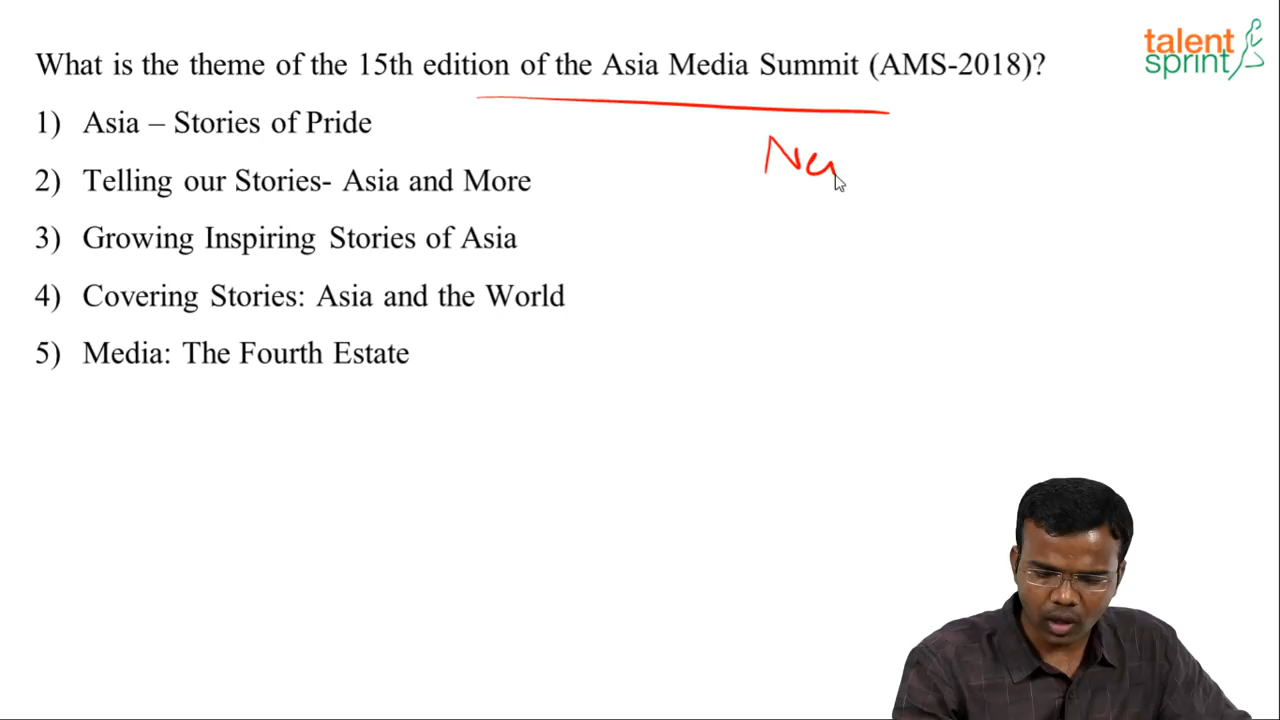 What is the theme of the 15th edition of the Asia Media Summit (AMS-2018)?
talent
sprint
1) Asia – Stories of Pride
Ne
2) Telling our Stories- Asia and More
3) Growing Inspiring Stories of Asia
4) Covering Stories: Asia and the World
5) Media: The Fourth Estate